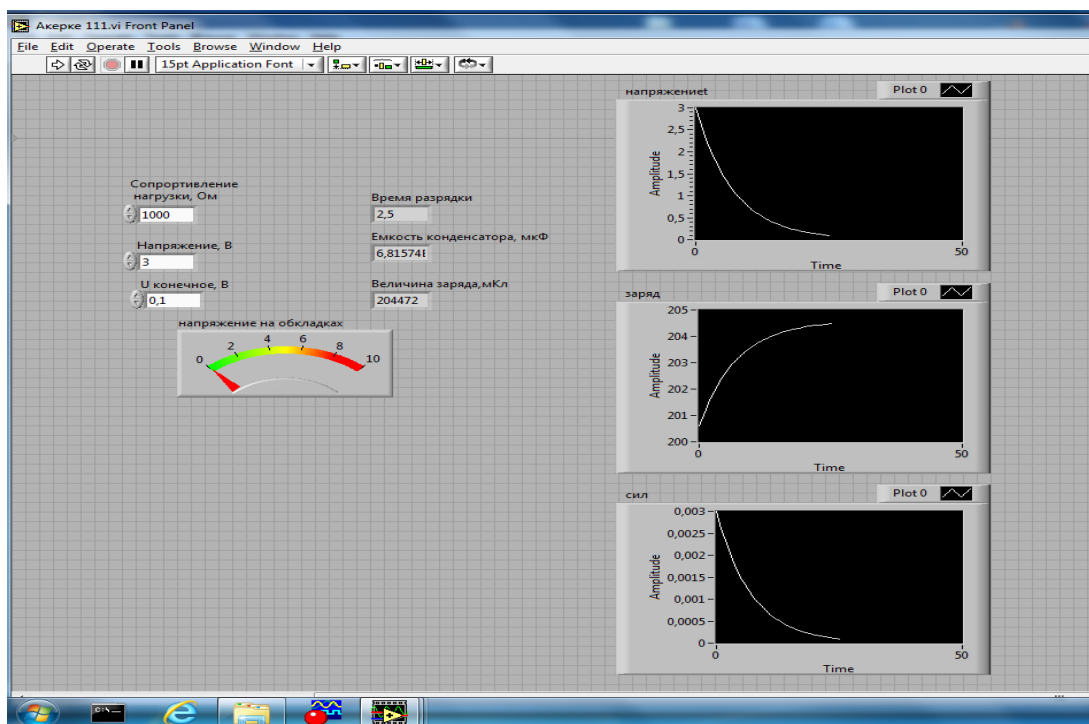 Акерке 111.vi Front Panel
File Edit Operate Tools Browse Window Help
15pt Application Font
Сопрортивление
нагрузки, Ом
1000
Напряжение, В
3
U конечное, В
0,1
Время разрядки
2,5
Емкость конденсатора, мкФ
6,81574E
Величина заряда,мКл
204472
напряжение на обкладках
0 2 4 6 8 10
напряжениеt
Plot 0
Amplitude
3
2,5
2
1,5
1
0,5
0
0 50
Time
заряд
Plot 0
Amplitude
205
204
203
202
201
200
0 50
Time
сил
Plot 0
Amplitude
0,003
0,0025
0,002
0,0015
0,001
0,0005
0
0 50
Time